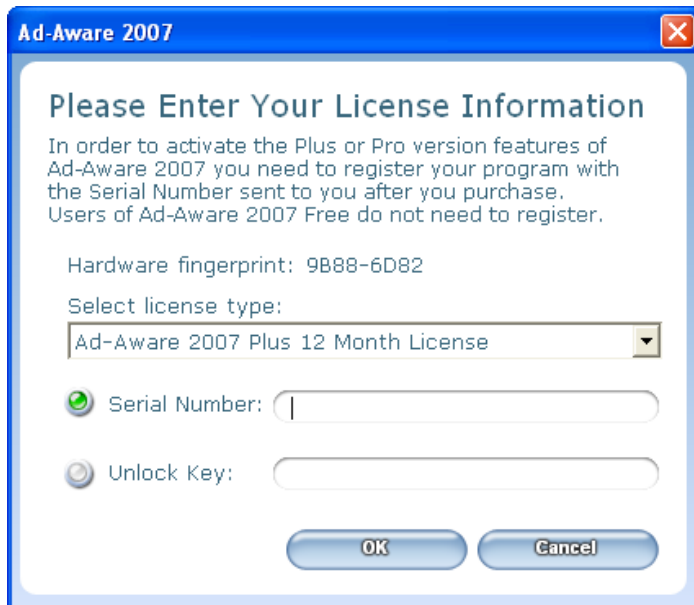 Ad-Aware 2007
Please Enter Your License Information
In order to activate the Plus or Pro version features of
Ad-Aware 2007 you need to register your program with
the Serial Number sent to you after you purchase.
Users of Ad-Aware 2007 Free do not need to register.
Hardware fingerprint: 9B88-6D82
Select license type:
Ad-Aware 2007 Plus 12 Month License
Serial Number:
Unlock Key:
OK Cancel